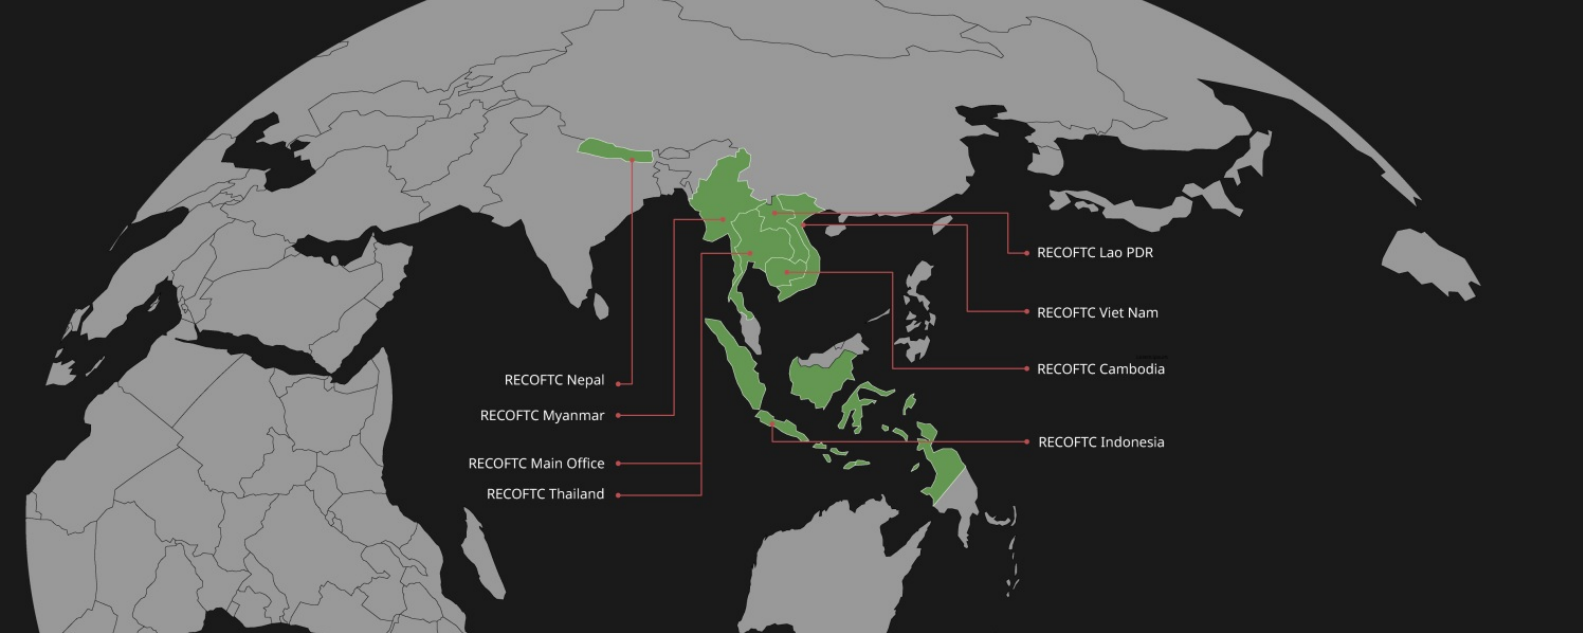 RECOFTC Lao PDR
RECOFTC Viet Nam
RECOFTC Cambodia
RECOFTC Nepal
RECOFTC Myanmar
RECOFTC Indonesia
RECOFTC Main Office
RECOFTC Thailand